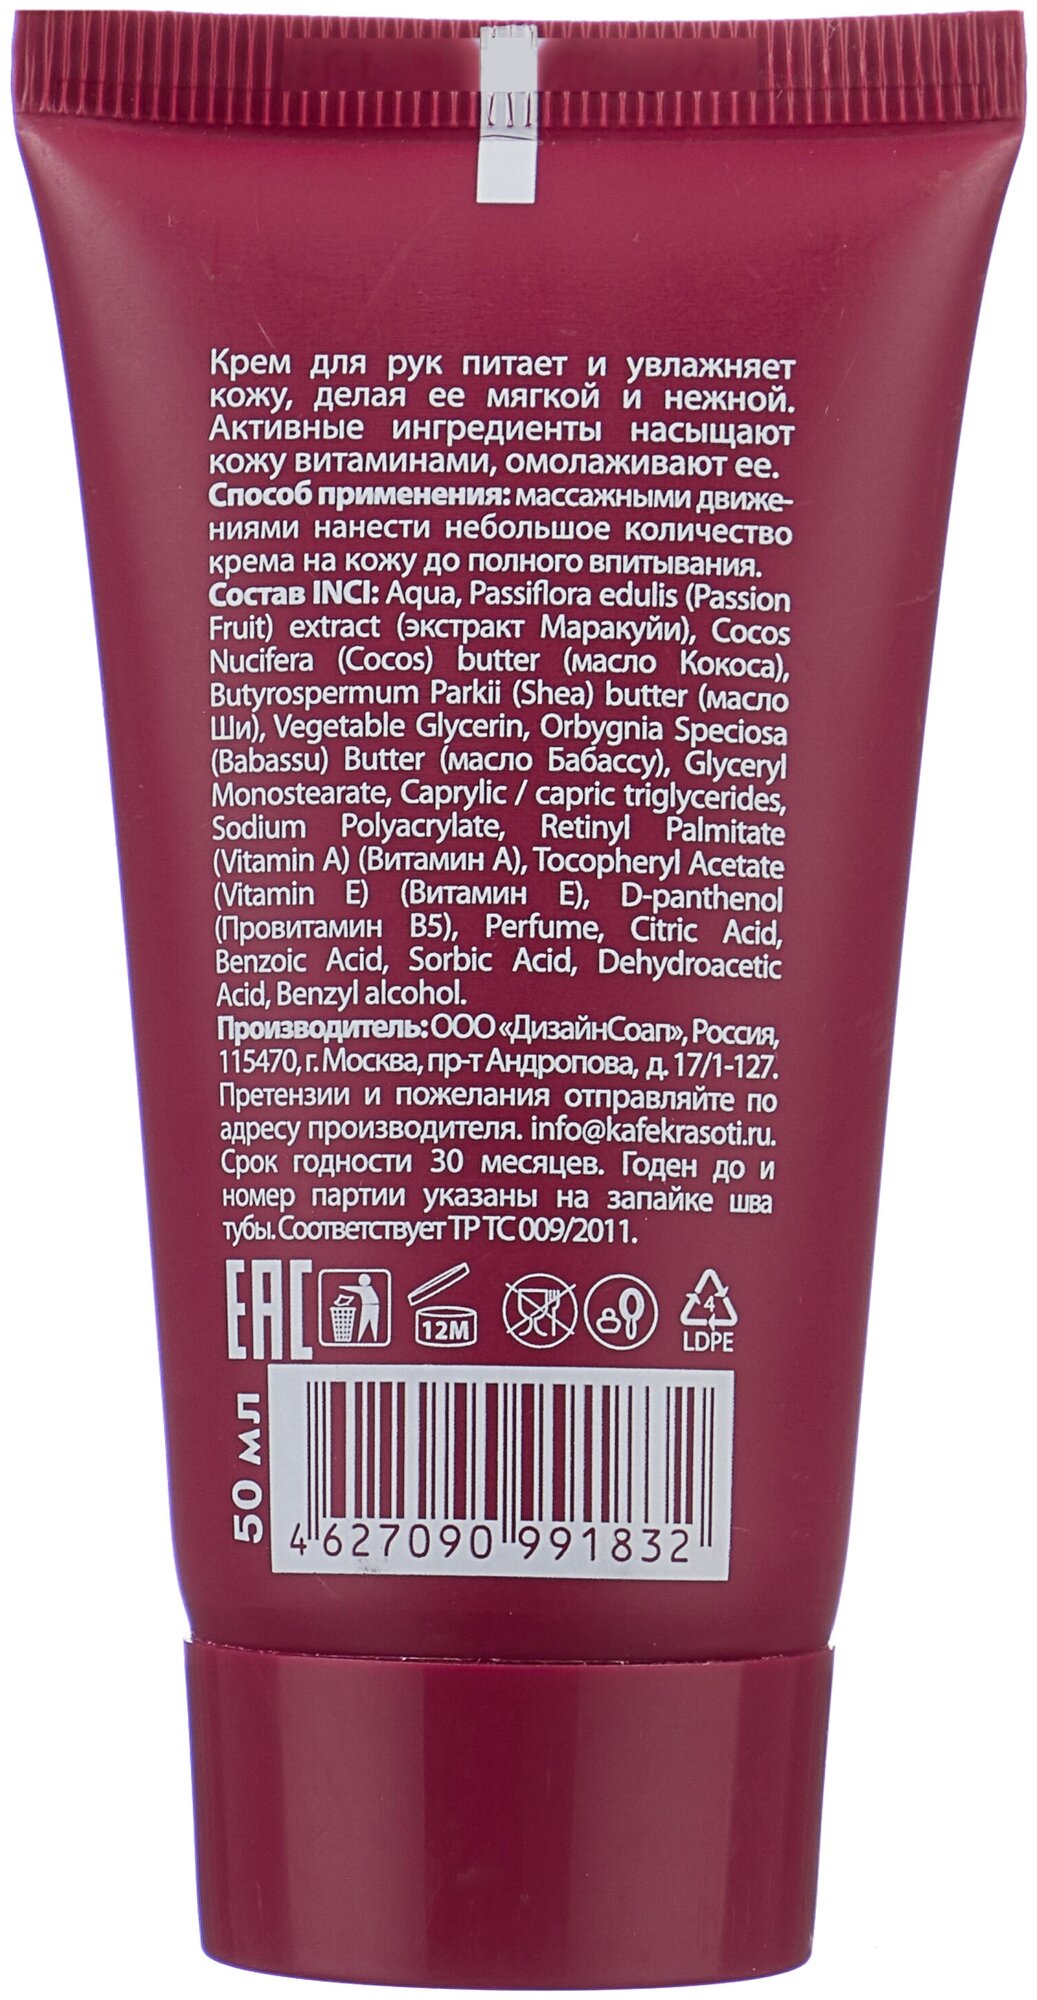 Крем для рук питает и увлажняет
кожу, делая ее мягкой и нежной.
Активные ингредиенты насыщают
кожу витаминами, омолаживают ее.
Способ применения: массажными движе-
ниями нанести небольшое количество
крема на кожу до полного впитывания.
Состав INCI: Aqua, Passiflora edulis (Passion
Fruit) extract (экстракт Маракуйи), Cocos
Nucifera (Cocos) butter (масло Кокоса),
Butyrospermum Parkii (Shea) butter (масло
Ши), Vegetable Glycerin, Orbygnia Speciosa
(Babassu) Butter (масло Бабассу), Glyceryl
Monostearate, Caprylic / capric triglycerides,
Sodium Polyacrylate, Retinyl Palmitate
(Vitamin A) (Витамин А), Tocopheryl Acetate
(Vitamin E) (Витамин Е), D-panthenol
(Провитамин B5), Perfume, Citric Acid,
Benzoic Acid, Sorbic Acid, Dehydroacetic
Acid, Benzyl alcohol.
Производитель: ООО «ДизайнСоап», Россия,
115470, г. Москва, пр-т Андропова, д. 17/1-127.
Претензии и пожелания отправляйте по
адресу производителя. info@kafekrasoti.ru.
Срок годности 30 месяцев. Годен до и
номер партии указаны на запайке шва
тубы. Соответствует ТР ТС 009/2011.
EAC
12M
4
LDPE
50 мл
4 627090 991832